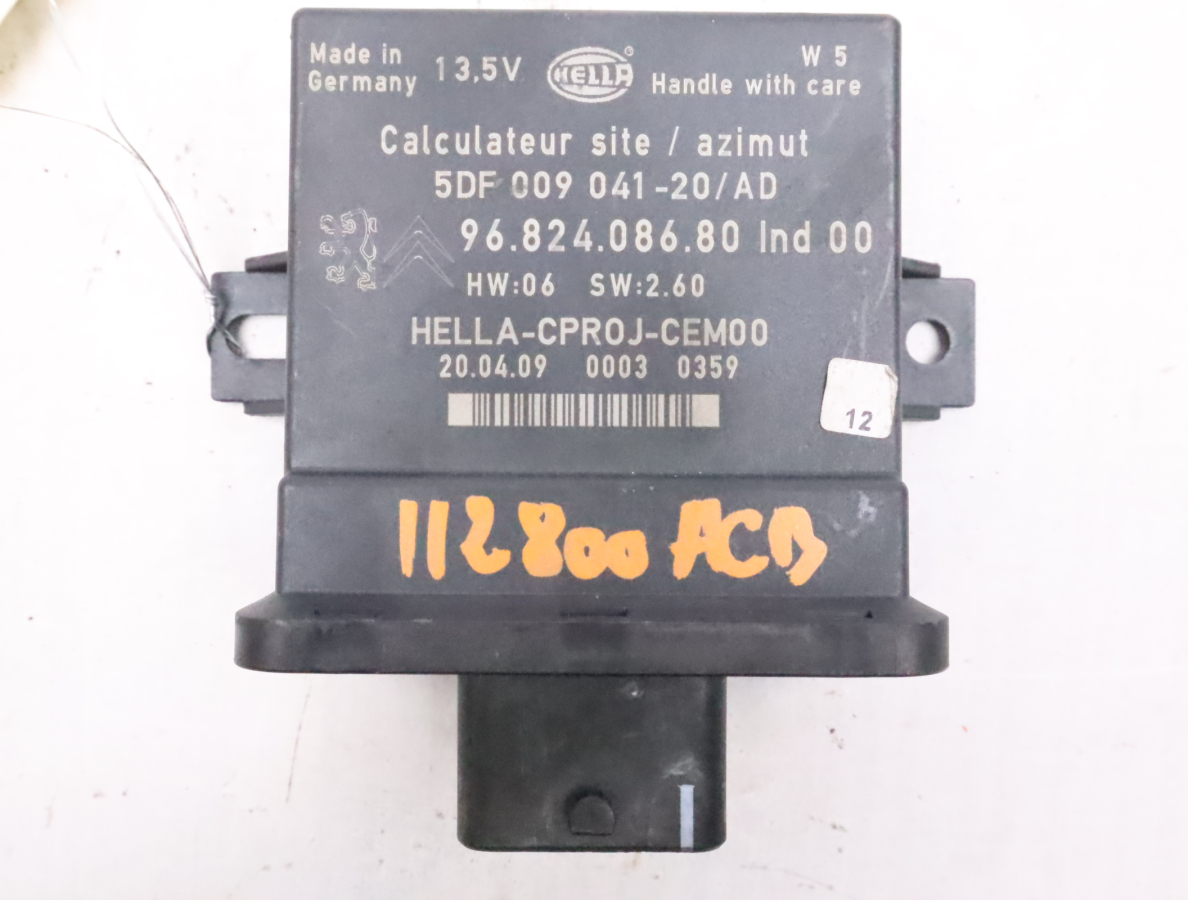 Made in
Germany
13,5V
HELLA
W 5
Handle with care
Calculateur site / azimut
5DF 009 041-20/AD
96.824.086.80 Ind 00
HW:06 SW:2.60
HELLA-CPROJ-CEM00
20.04.09 0003 0359
12
112800 ACB